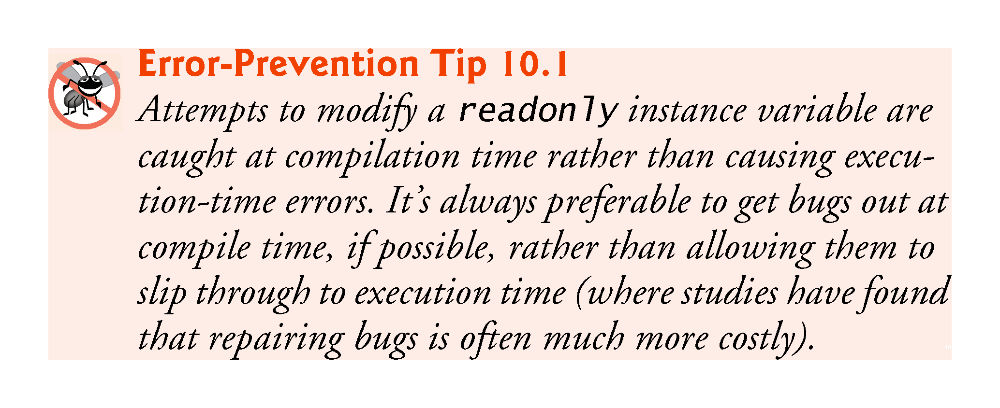 Error-Prevention Tip 10.1
Attempts to modify a readonly instance variable are
caught at compilation time rather than causing execu-
tion-time errors. It’s always preferable to get bugs out at
compile time, if possible, rather than allowing them to
slip through to execution time (where studies have found
that repairing bugs is often much more costly).
10